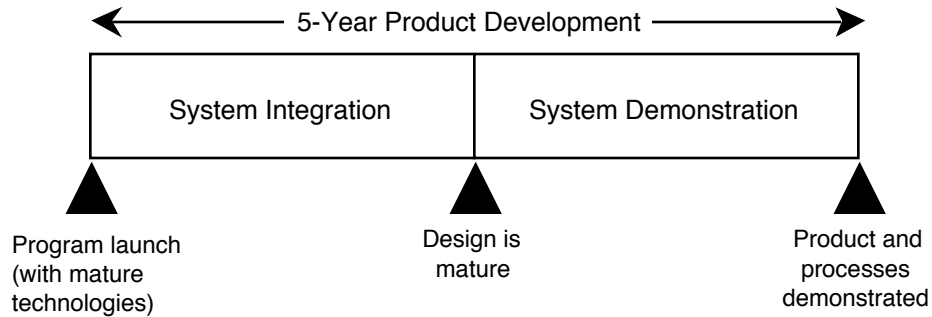 5-Year Product Development
System Integration
System Demonstration
Program launch
(with mature
technologies)
Design is
mature
Product and
processes
demonstrated